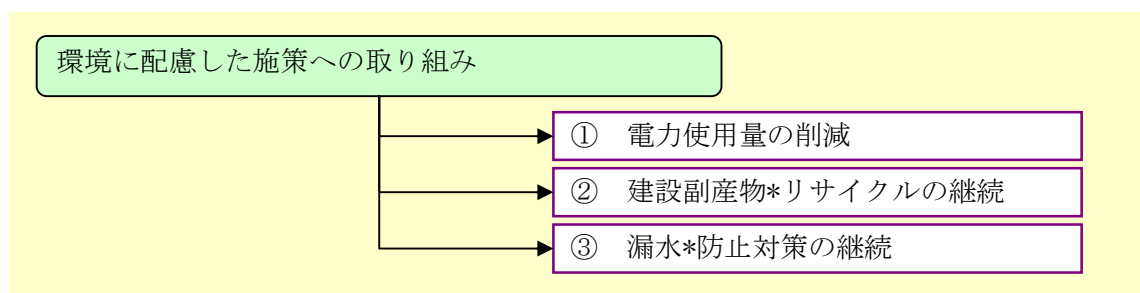 環境に配慮した施策への取り組み
①　電力使用量の削減
②　建設副産物*リサイクルの継続
③　漏水*防止対策の継続